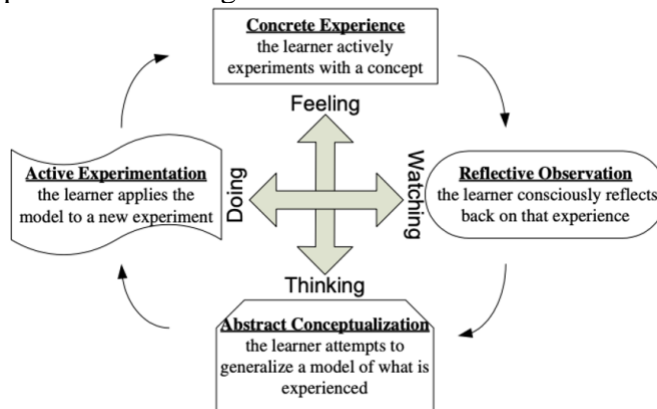 Concrete Experience
the learner actively
experiments with a concept
Feeling
Active Experimentation
the learner applies the
model to a new experiment
Doing
Watching
Reflective Observation
the learner consciously reflects
back on that experience
Thinking
Abstract Conceptualization
the learner attempts to
generalize a model of what is
experienced